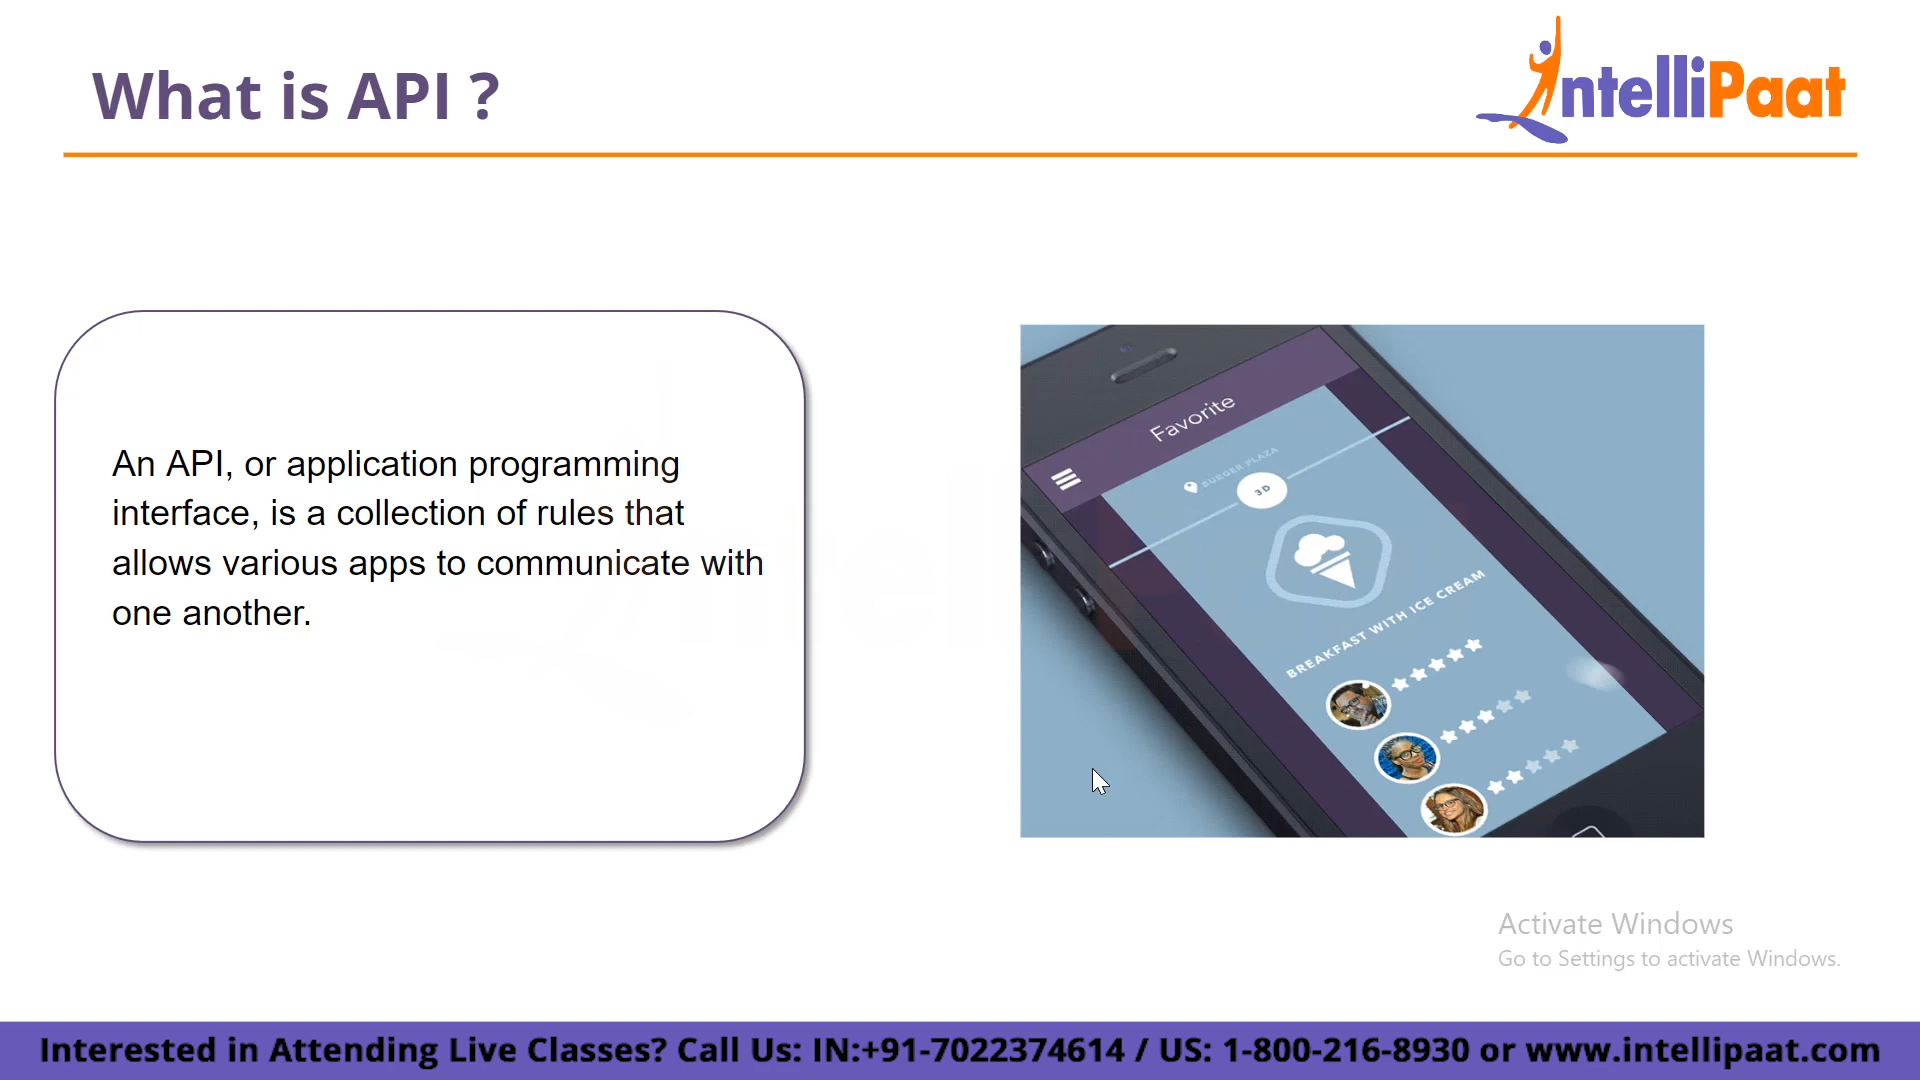 What is API ?
IntelliPaat
An API, or application programming
interface, is a collection of rules that
allows various apps to communicate with
one another.
Favorite
BURGER PLAZA
3D
BREAKFAST WITH ICE CREAM
Activate Windows
Go to Settings to activate Windows.
Interested in Attending Live Classes? Call Us: IN:+91-7022374614 / US: 1-800-216-8930 or www.intellipaat.com